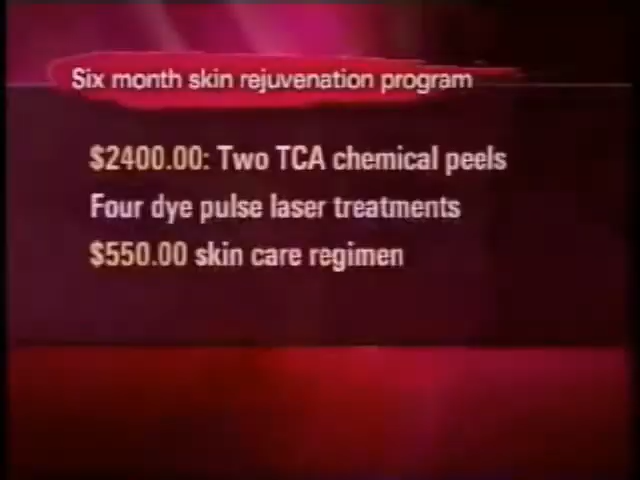 Six month skin rejuvenation program
$2400.00: Two TCA chemical peels
Four dye pulse laser treatments
$550.00 skin care regimen